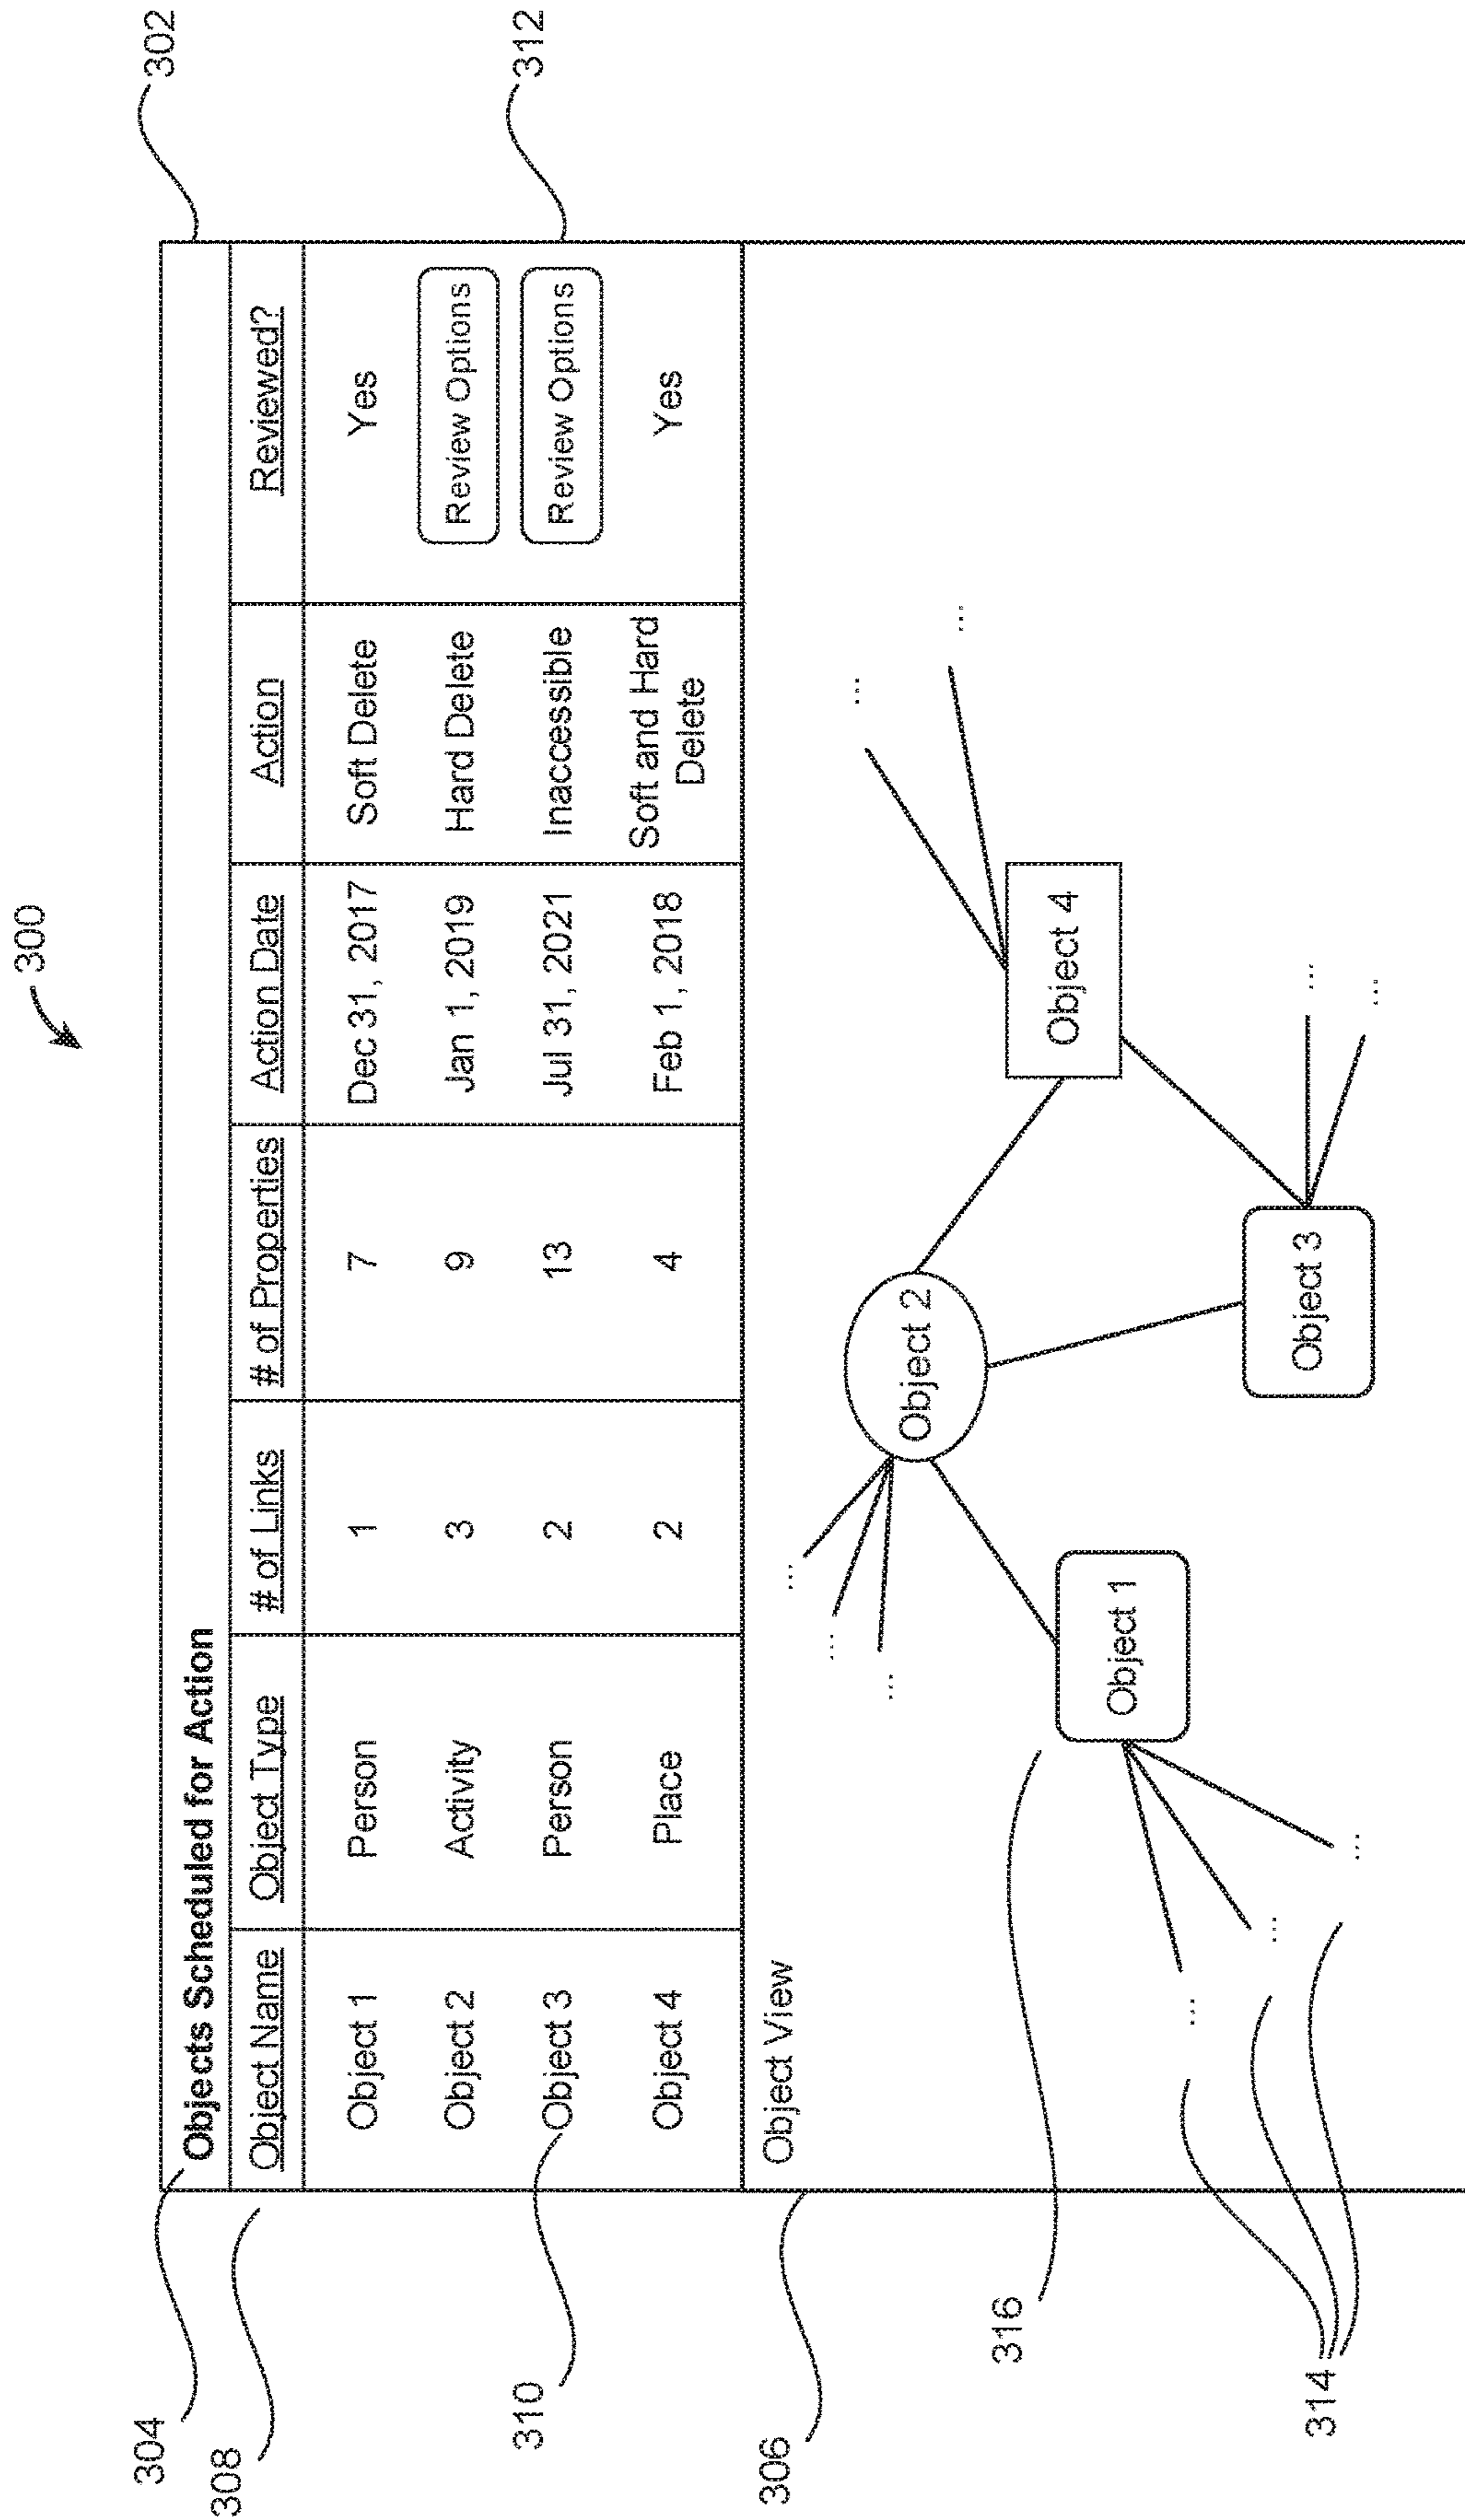 300
302
304
Objects Scheduled for Action
308
Object Name Object Type # of Links # of Properties Action Date Action Reviewed?
Object 1 Person 1 7 Dec 31, 2017 Soft Delete Yes
Object 2 Activity 3 9 Jan 1, 2019 Hard Delete Review Options
310
Object 3 Person 2 13 Jul 31, 2021 Inaccessible Review Options
312
Object 4 Place 2 4 Feb 1, 2018 Soft and Hard
Delete
Yes
306
Object View
...
...
...
Object 2
...
...
316
Object 1
Object 4
...
...
...
314
Object 3
...
...